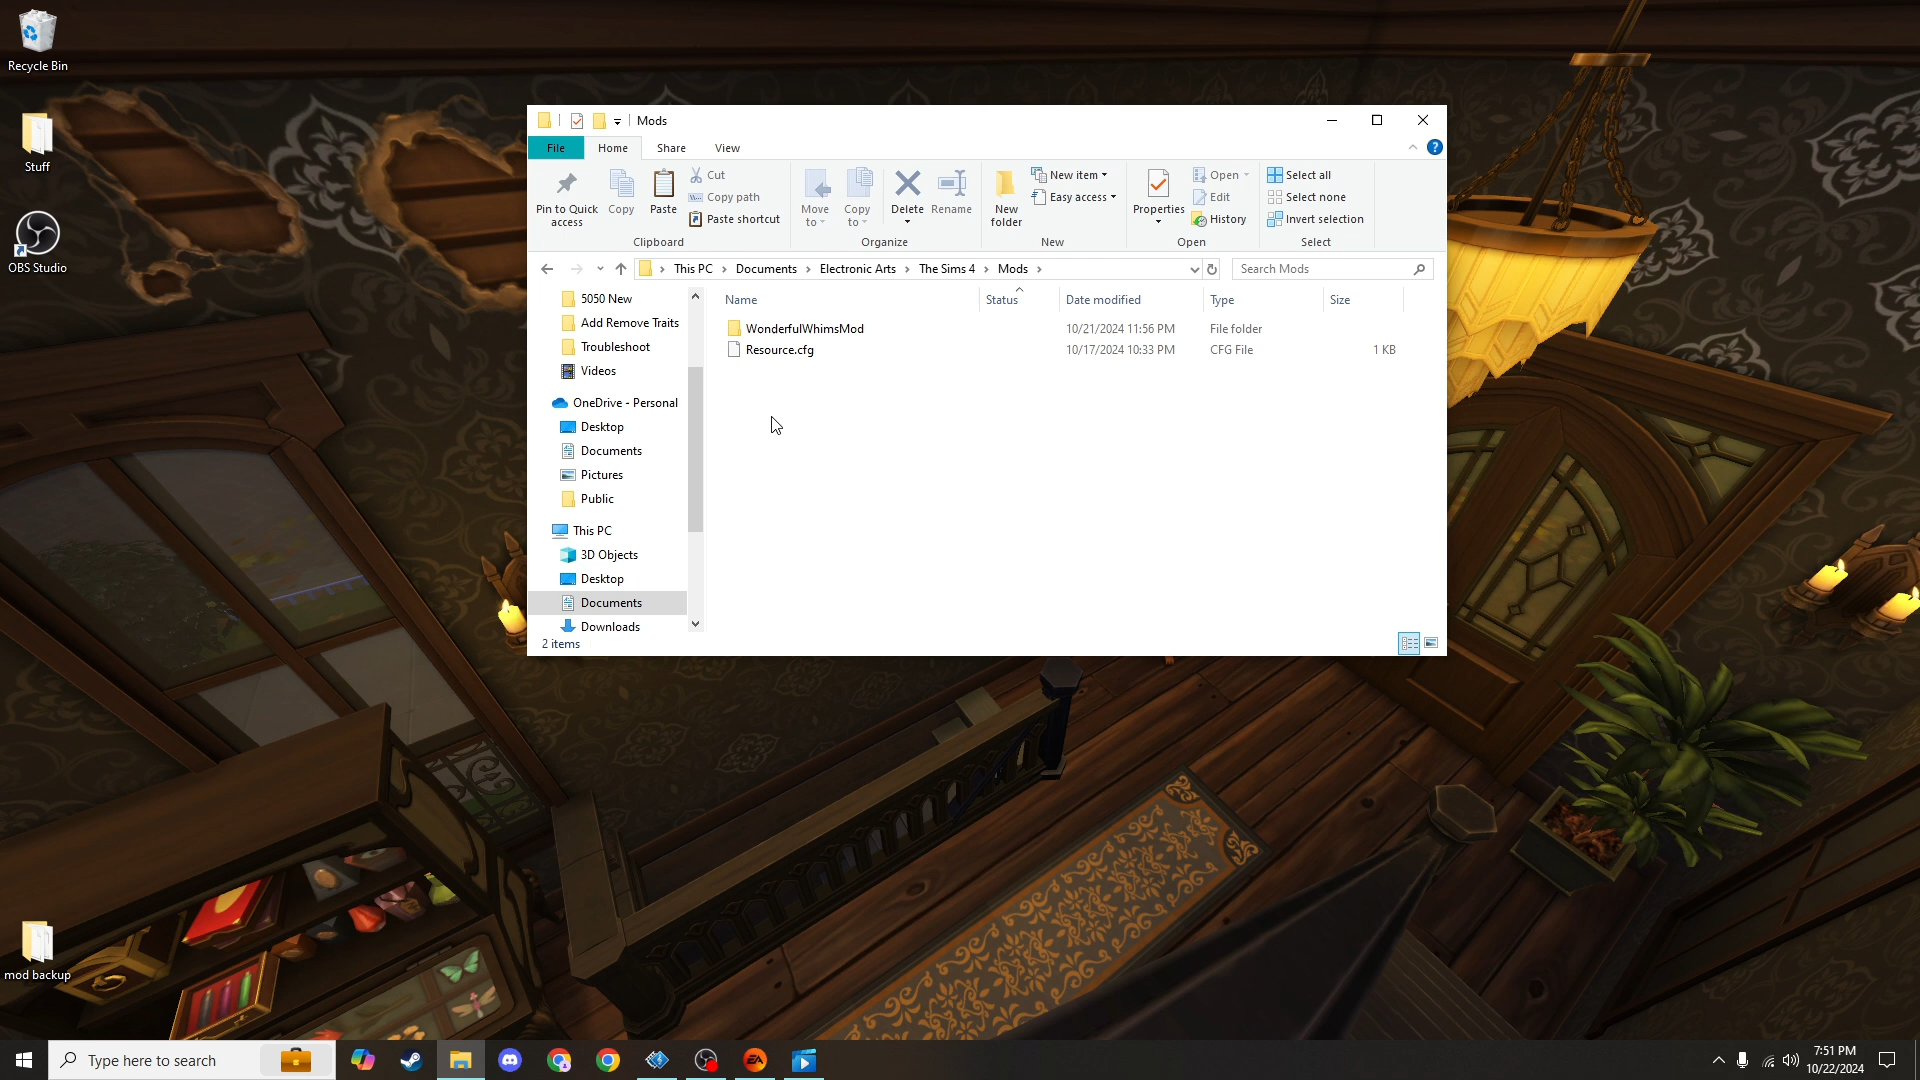 Recycle Bin
Stuff
OBS Studio
mod backup
Mods
File
Home
Share
View
Pin to Quick access
Copy
Paste
Cut
Copy path
Paste shortcut
Clipboard
Move to
Copy to
Delete
Rename
Organize
New folder
New item
Easy access
New
Properties
Open
Edit
History
Open
Select all
Select none
Invert selection
Select
This PC
Documents
Electronic Arts
The Sims 4
Mods
Search Mods
5050 New
Add Remove Traits
Troubleshoot
Videos
OneDrive - Personal
Desktop
Documents
Pictures
Public
This PC
3D Objects
Desktop
Documents
Downloads
Name Status Date modified Type Size
WonderfulWhimsMod 10/21/2024 11:56 PM File folder
Resource.cfg 10/17/2024 10:33 PM CFG File 1 KB
2 items
Type here to search
EA
7:51 PM
10/22/2024